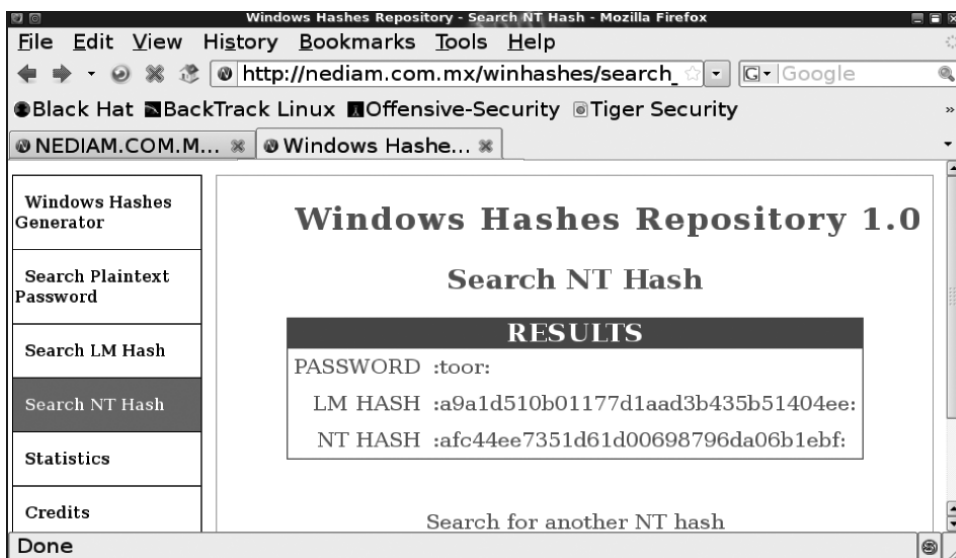 Windows Hashes Repository - Search NT Hash - Mozilla Firefox
File Edit View History Bookmarks Tools Help
http://nediam.com.mx/winhashes/search_ G Google
Black Hat BackTrack Linux Offensive-Security Tiger Security »
NEDIAM.COM.M... Windows Hashe...
Windows Hashes
Generator
Search Plaintext
Password
Search LM Hash
Search NT Hash
Statistics
Credits
Windows Hashes Repository 1.0
Search NT Hash
RESULTS
PASSWORD :toor:
LM HASH :a9a1d510b01177d1aad3b435b51404ee:
NT HASH :afc44ee7351d61d00698796da06b1ebf:
Search for another NT hash
Done